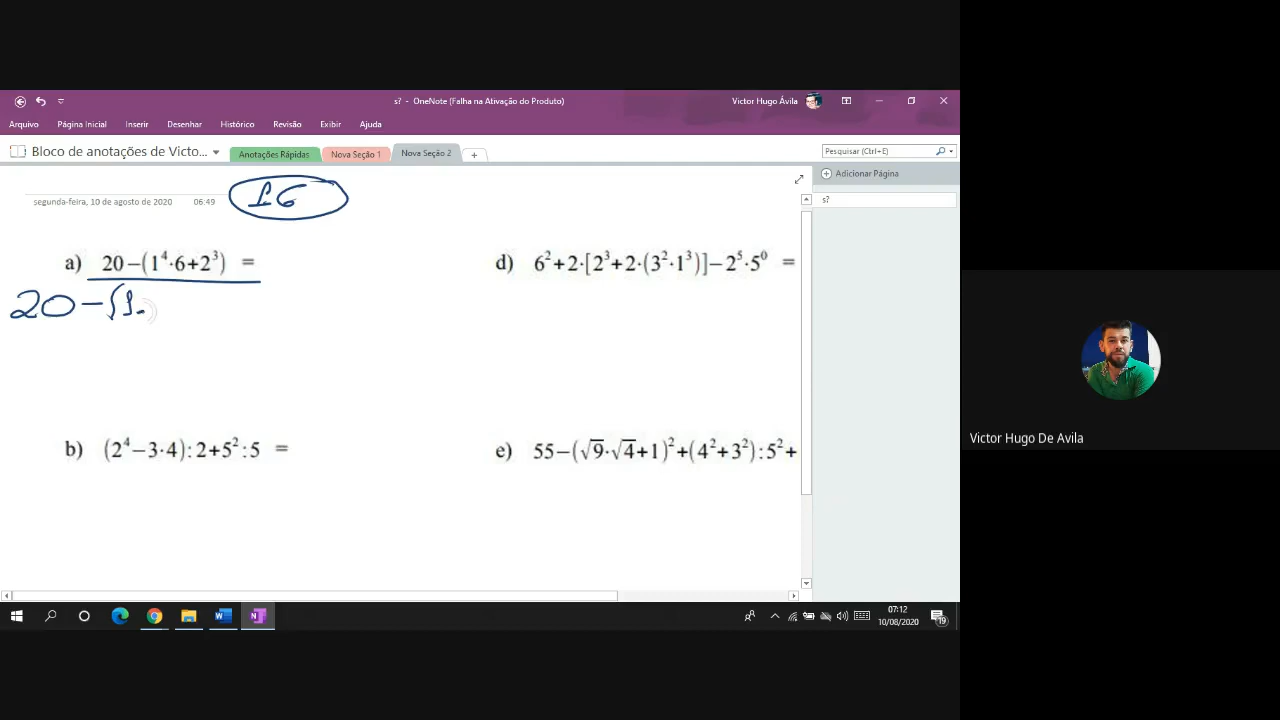 s? - OneNote (Falha na Ativação do Produto)
Victor Hugo Ávila
Arquivo Página Inicial Inserir Desenhar Histórico Revisão Exibir Ajuda
Bloco de anotações de Victo...
Anotações Rápidas Nova Seção 1 Nova Seção 2 +
Pesquisar (Ctrl+E)
Adicionar Página
s?
segunda-feira, 10 de agosto de 2020 06:49
16
a) 20−(1⁴·6+2³) =
20−(1.
d) 6²+2·[2³+2·(3²·1³)]−2⁵·5⁰ =
b) (2⁴−3·4):2+5²:5 =
e) 55−(√9·√4+1)²+(4²+3²):5²+
Victor Hugo De Avila
07:12
10/08/2020
19